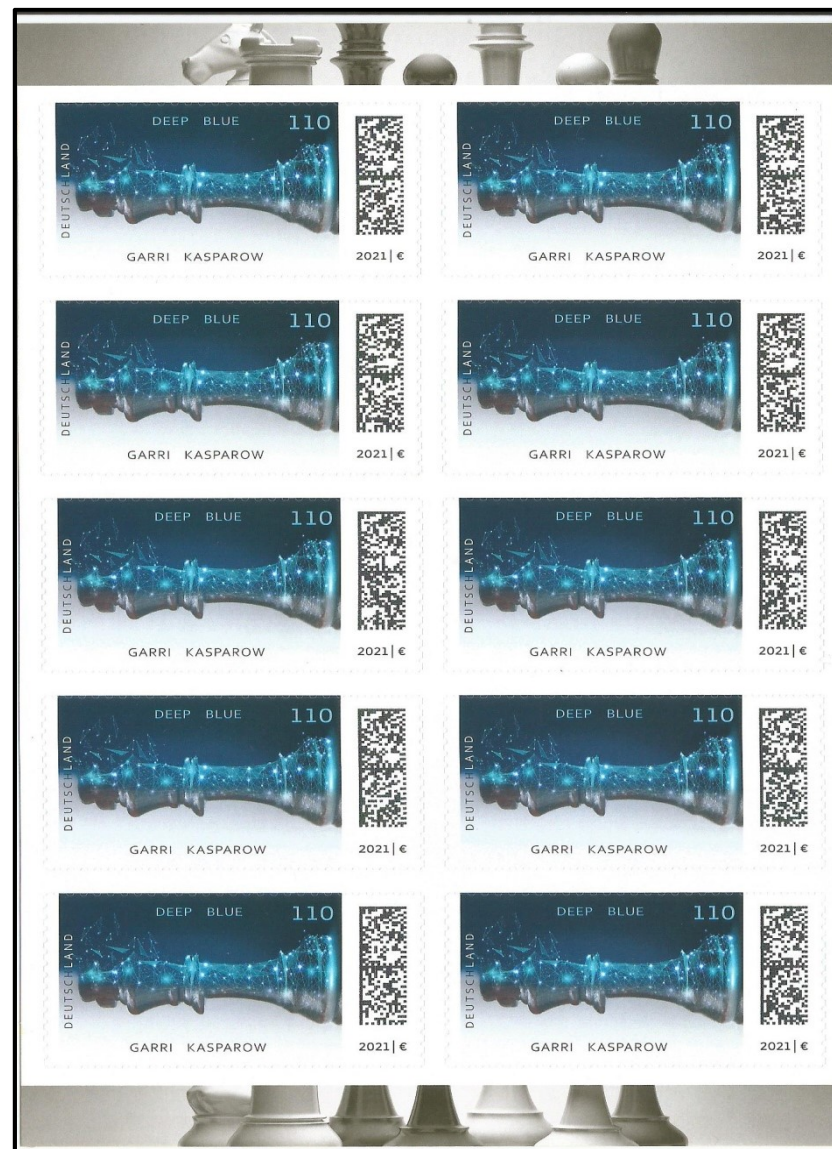 DEEP BLUE 110
DEUTSCHLAND
GARRI KASPAROW
2021 | €
DEEP BLUE 110
DEUTSCHLAND
GARRI KASPAROW
2021 | €
DEEP BLUE 110
DEUTSCHLAND
GARRI KASPAROW
2021 | €
DEEP BLUE 110
DEUTSCHLAND
GARRI KASPAROW
2021 | €
DEEP BLUE 110
DEUTSCHLAND
GARRI KASPAROW
2021 | €
DEEP BLUE 110
DEUTSCHLAND
GARRI KASPAROW
2021 | €
DEEP BLUE 110
DEUTSCHLAND
GARRI KASPAROW
2021 | €
DEEP BLUE 110
DEUTSCHLAND
GARRI KASPAROW
2021 | €
DEEP BLUE 110
DEUTSCHLAND
GARRI KASPAROW
2021 | €
DEEP BLUE 110
DEUTSCHLAND
GARRI KASPAROW
2021 | €